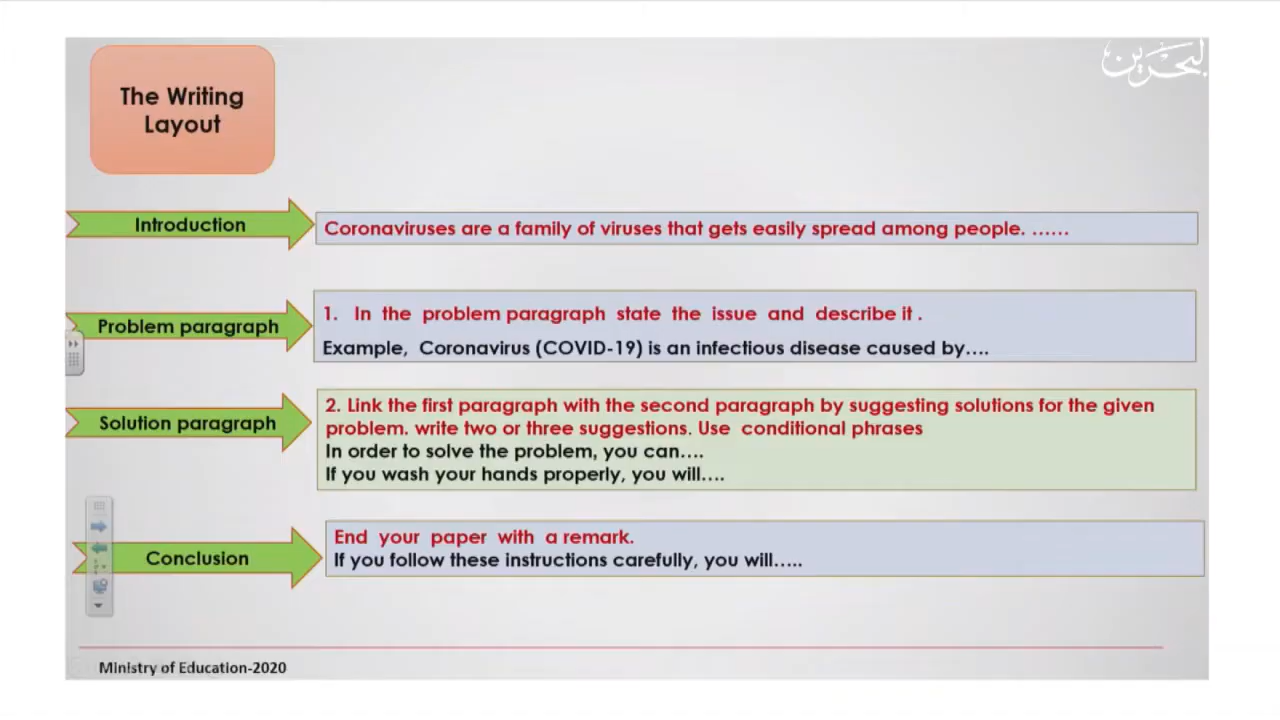 البحرين
The Writing
Layout
Introduction
Coronaviruses are a family of viruses that gets easily spread among people. ......
Problem paragraph
1. In the problem paragraph state the issue and describe it .
Example, Coronavirus (COVID-19) is an infectious disease caused by....
Solution paragraph
2. Link the first paragraph with the second paragraph by suggesting solutions for the given
problem. write two or three suggestions. Use conditional phrases
In order to solve the problem, you can....
If you wash your hands properly, you will....
Conclusion
End your paper with a remark.
If you follow these instructions carefully, you will.....
Ministry of Education-2020